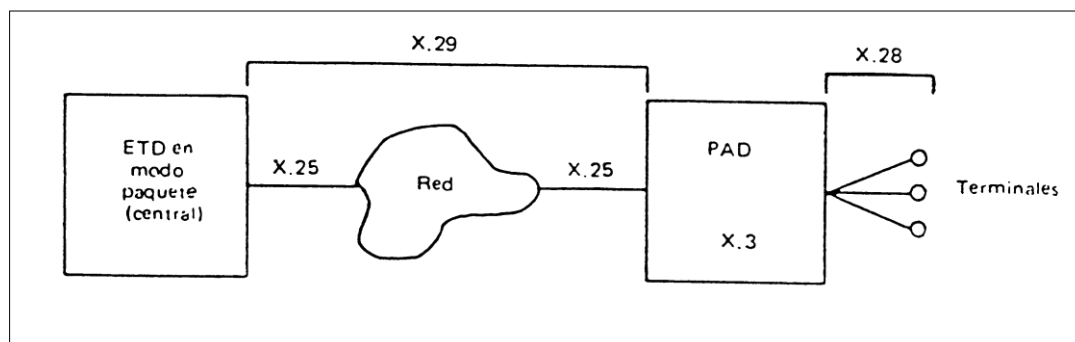 X.29
X.28
ETD en
modo
paquete
(central)
X.25
Red
X.25
PAD
X.3
Terminales